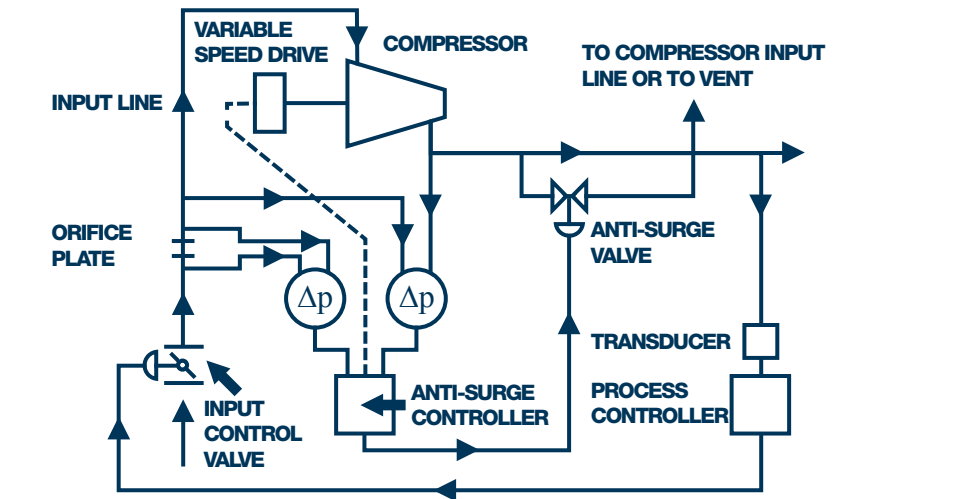 VARIABLE
SPEED DRIVE
COMPRESSOR
TO COMPRESSOR INPUT
LINE OR TO VENT
INPUT LINE
ORIFICE
PLATE
ANTI-SURGE
VALVE
Δp
Δp
TRANSDUCER
PROCESS
CONTROLLER
ANTI-SURGE
CONTROLLER
INPUT
CONTROL
VALVE